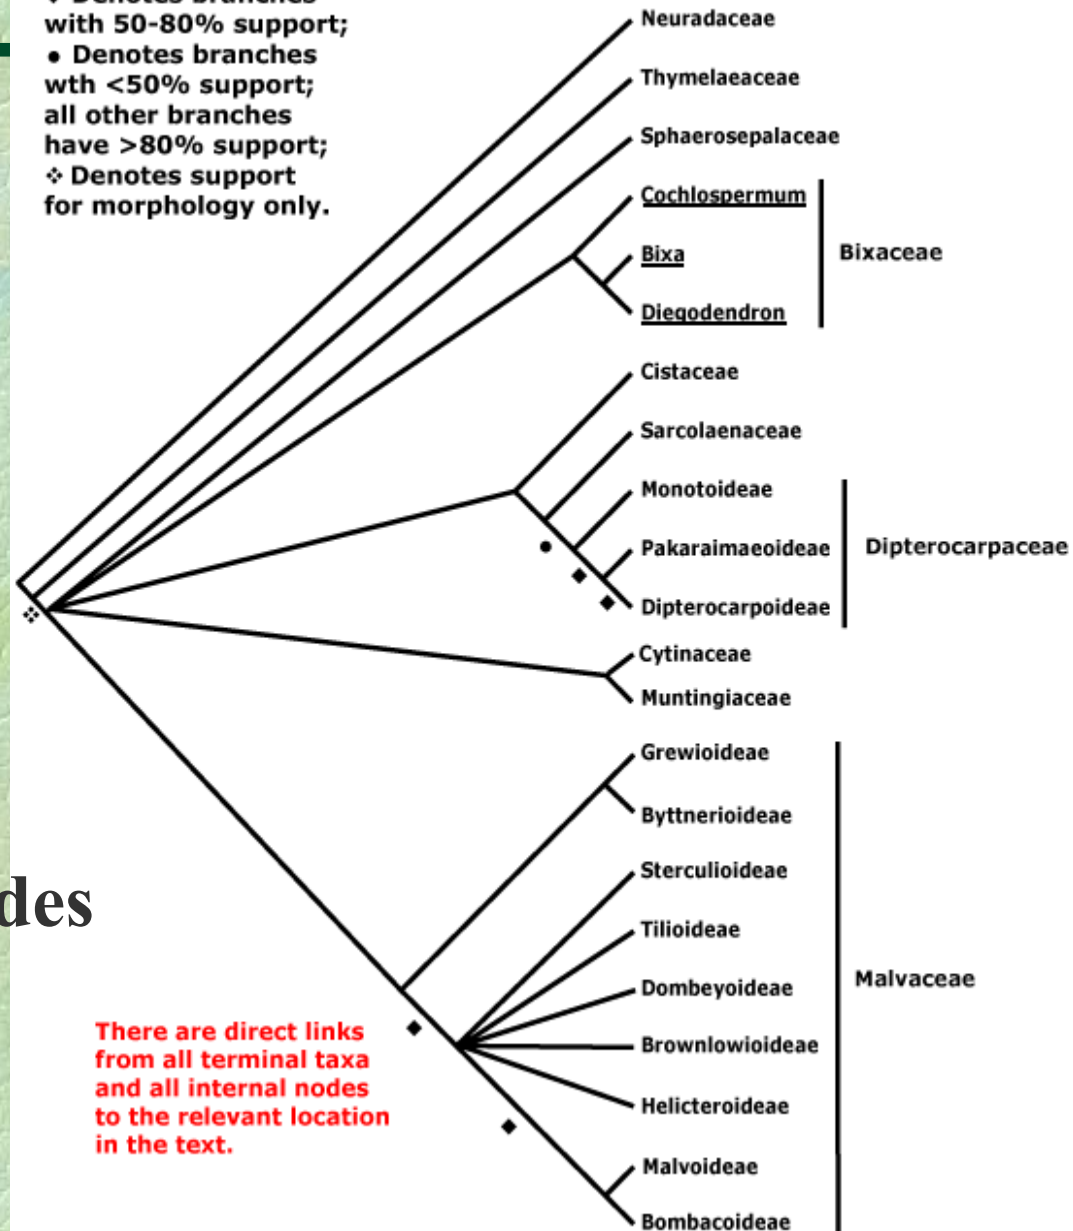 ❖ Denotes branches
with 50-80% support;
● Denotes branches
wth <50% support;
all other branches
have >80% support;
❖ Denotes support
for morphology only.
Neuradaceae
Thymelaeaceae
Sphaerosepalaceae
Cochlospermum
Bixa
Diegodendron
Bixaceae
Cistaceae
Sarcolaenaceae
Monotoideae
Pakaraimaeoideae
Dipterocarpoideae
Dipterocarpaceae
Cytinaceae
Muntingiaceae
Grewioideae
Byttnerioideae
Sterculioideae
Tilioideae
Dombeyoideae
Brownlowioideae
Helicteroideae
Malvoideae
Bombacoideae
Malvaceae
des
There are direct links
from all terminal taxa
and all internal nodes
to the relevant location
in the text.